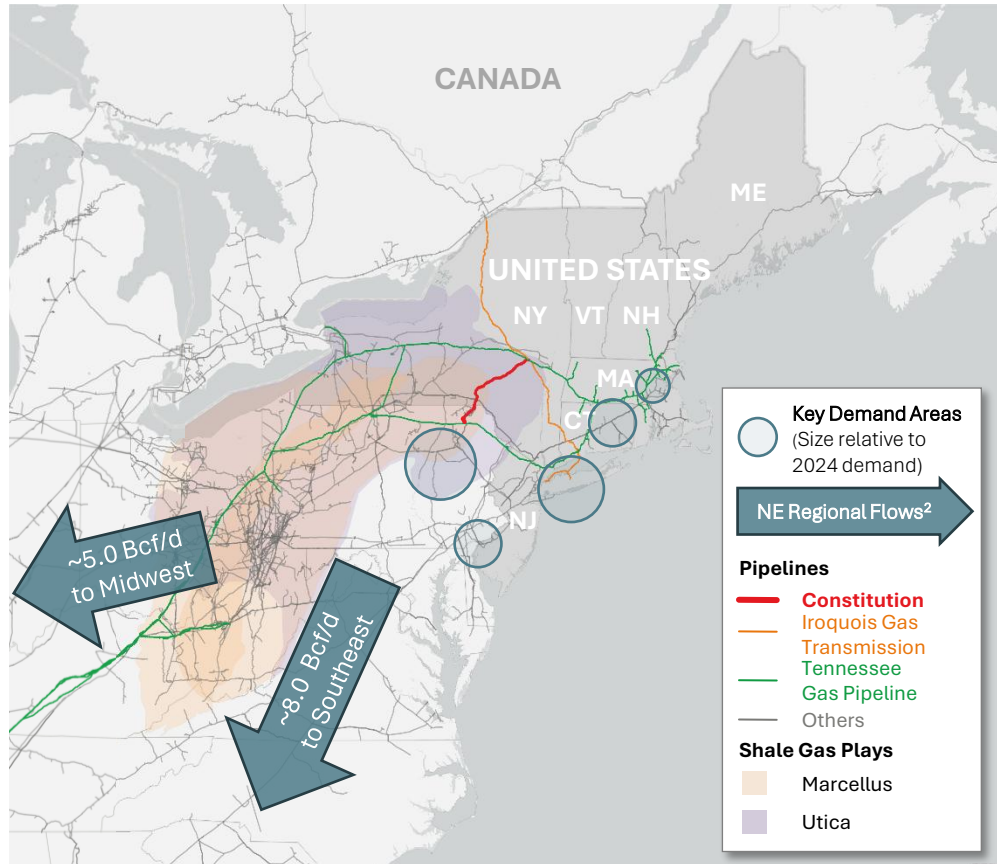 CANADA
ME
UNITED STATES
NY
VT
NH
MA
CT
NJ
~5.0 Bcf/d
to Midwest
~8.0 Bcf/d
to Southeast
Key Demand Areas
(Size relative to
2024 demand)
NE Regional Flows²
Pipelines
Constitution
Iroquois Gas
Transmission
Tennessee
Gas Pipeline
Others
Shale Gas Plays
Marcellus
Utica